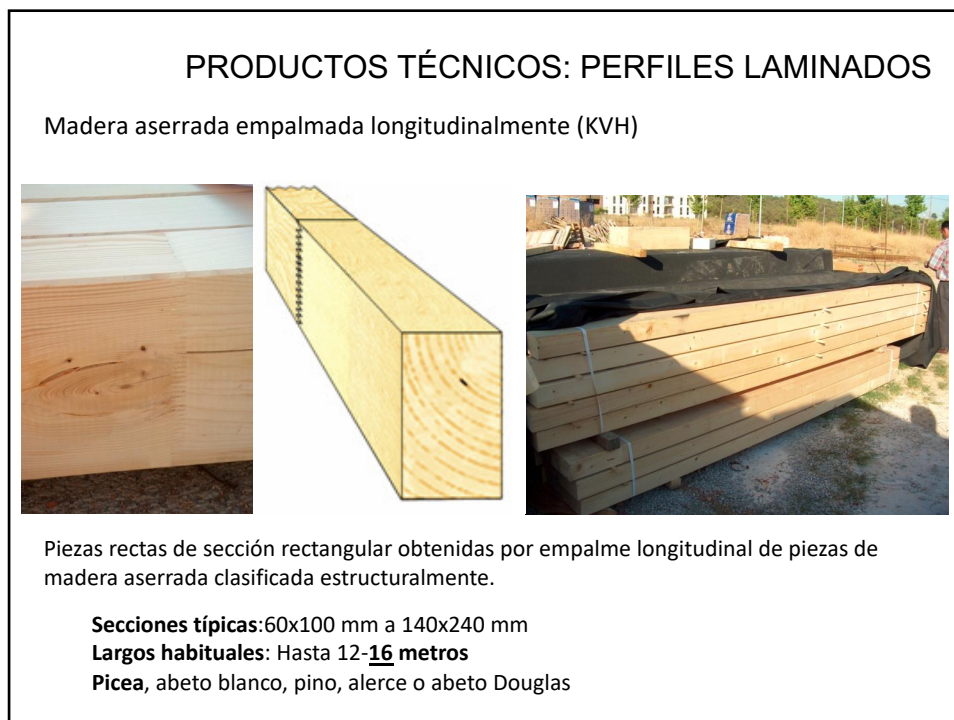 PRODUCTOS TÉCNICOS: PERFILES LAMINADOS
Madera aserrada empalmada longitudinalmente (KVH)
Piezas rectas de sección rectangular obtenidas por empalme longitudinal de piezas de
madera aserrada clasificada estructuralmente.
Secciones típicas:60x100 mm a 140x240 mm
Largos habituales: Hasta 12-16 metros
Picea, abeto blanco, pino, alerce o abeto Douglas